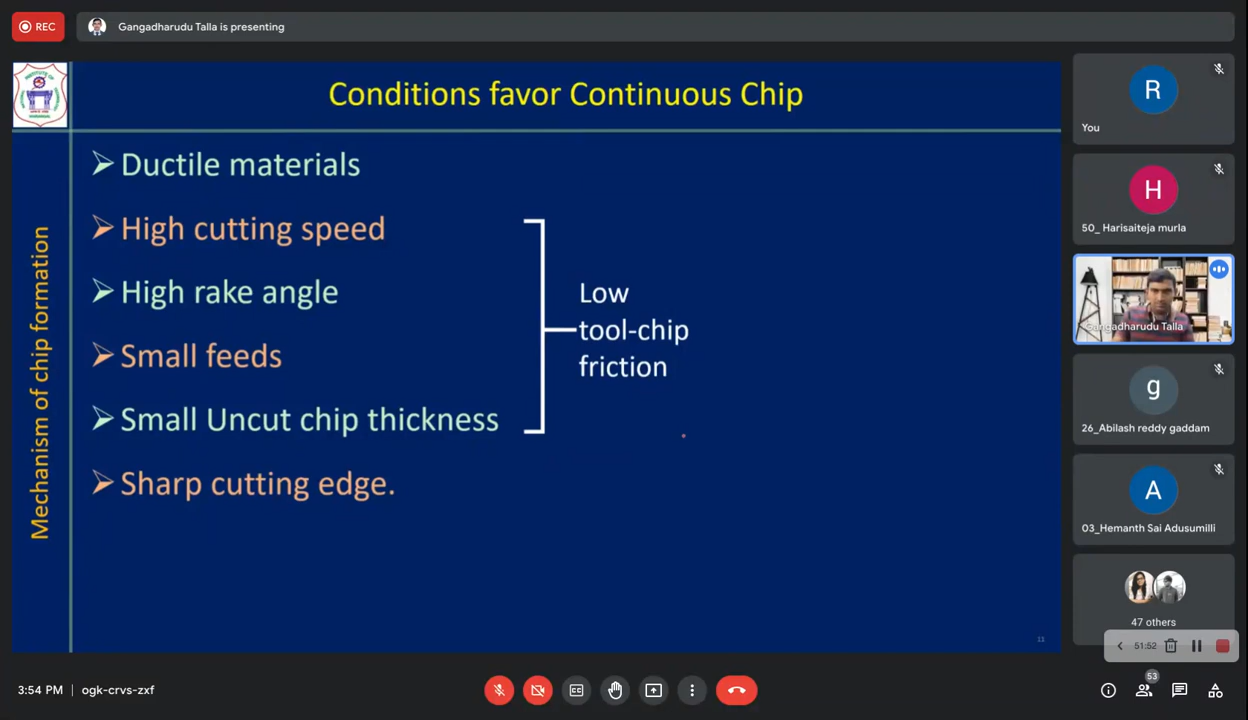 REC
Gangadharudu Talla is presenting
Conditions favor Continuous Chip
Mechanism of chip formation
➢Ductile materials
➢High cutting speed
➢High rake angle
➢Small feeds
➢Small Uncut chip thickness
➢Sharp cutting edge.
Low
tool-chip
friction
11
R
You
H
50_ Harisaiteja murla
Gangadharudu Talla
g
26_Abilash reddy gaddam
A
03_Hemanth Sai Adusumilli
47 others
51:52
3:54 PM | ogk-crvs-zxf
CC
53